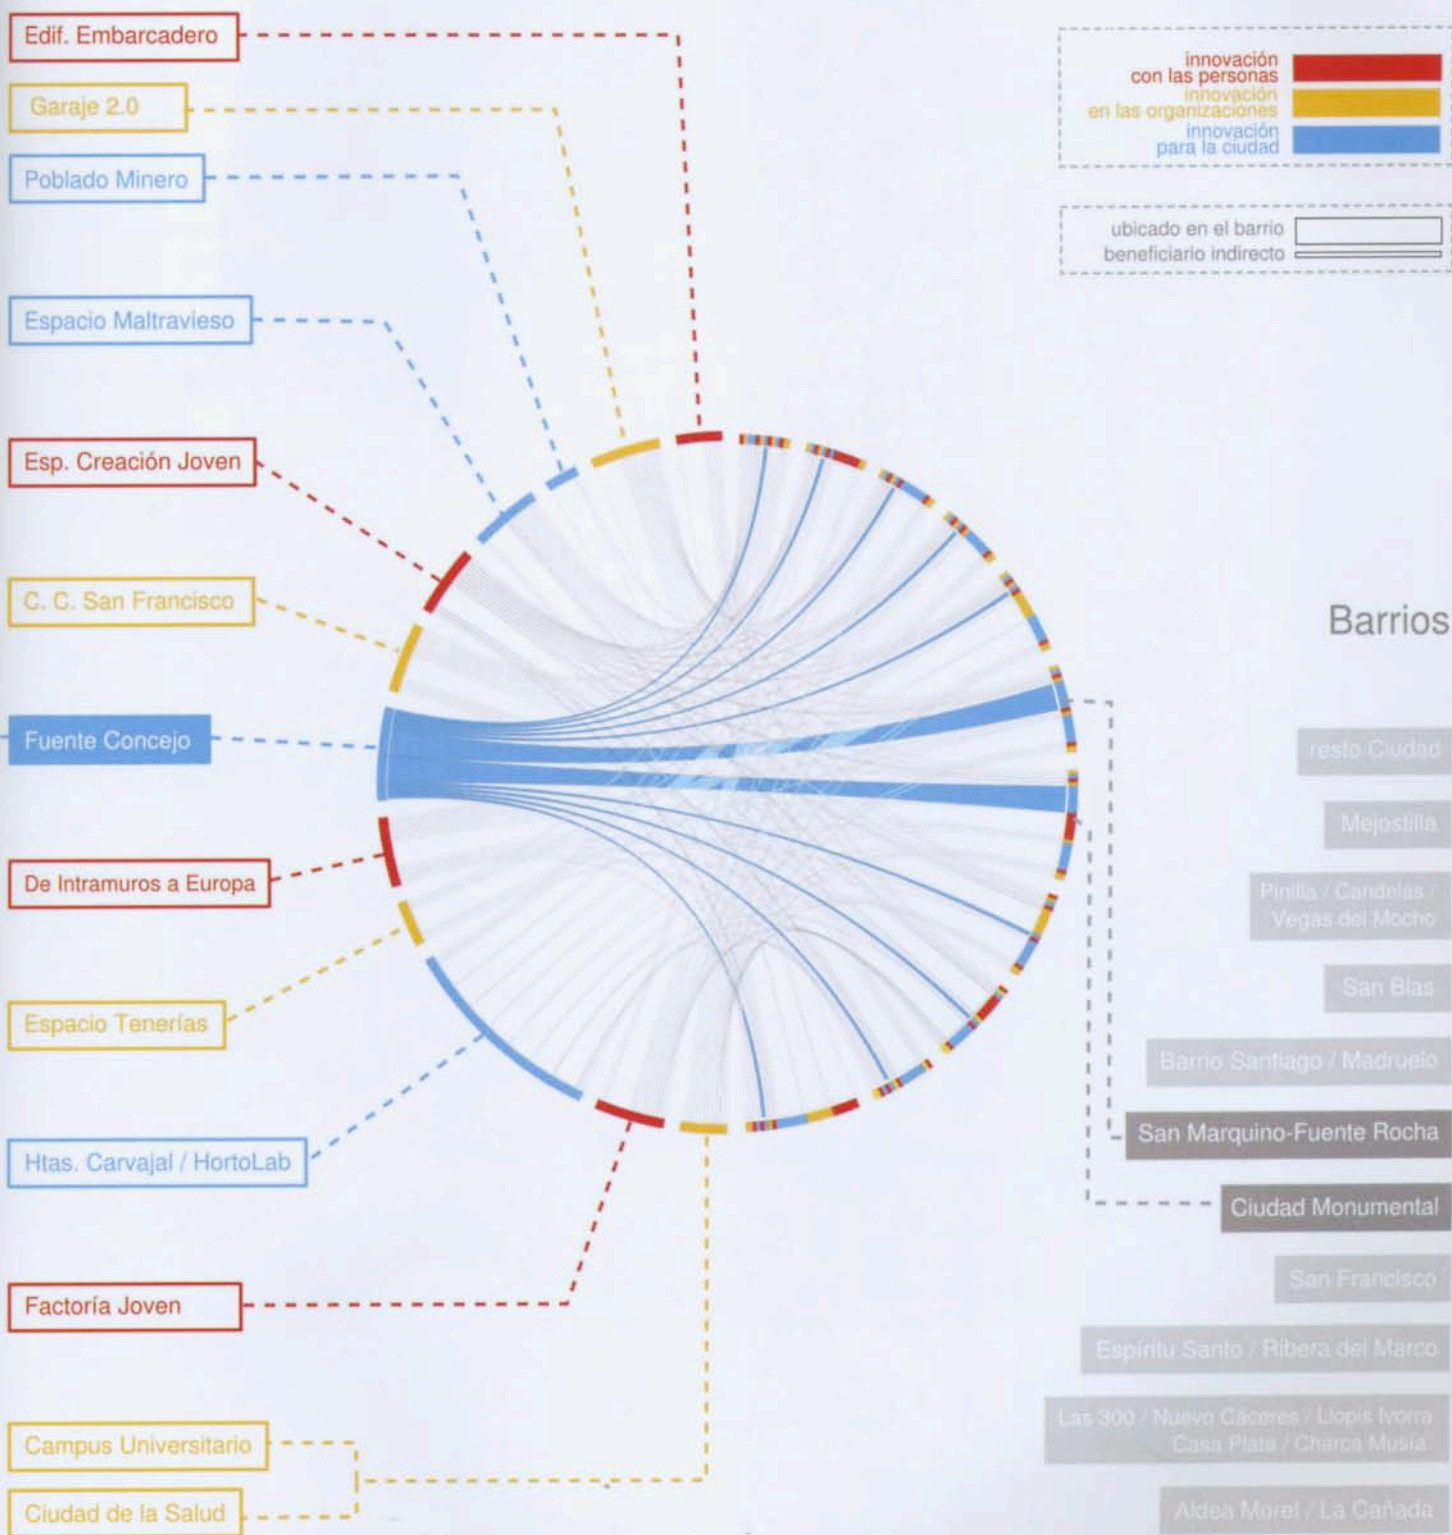 Edif. Embarcadero
Garaje 2.0
Poblado Minero
Espacio Maltravieso
Esp. Creación Joven
C. C. San Francisco
Fuente Concejo
De Intramuros a Europa
Espacio Tenerías
Htas. Carvajal / HortoLab
Factoría Joven
Campus Universitario
Ciudad de la Salud
innovación
con las personas
innovación
en las organizaciones
innovación
para la ciudad
ubicado en el barrio
beneficiario indirecto
Barrios
resto Ciudad
Mejostilla
Pinilla / Candelas /
Vegas del Mocho
San Blas
Barrio Santiago / Madruelo
San Marquino-Fuente Rocha
Ciudad Monumental
San Francisco
Espíritu Santo / Ribera del Marco
Las 300 / Nuevo Cáceres / Llopis Ivorra
Casa Plata / Charca Musia
Aldea Moret / La Cañada